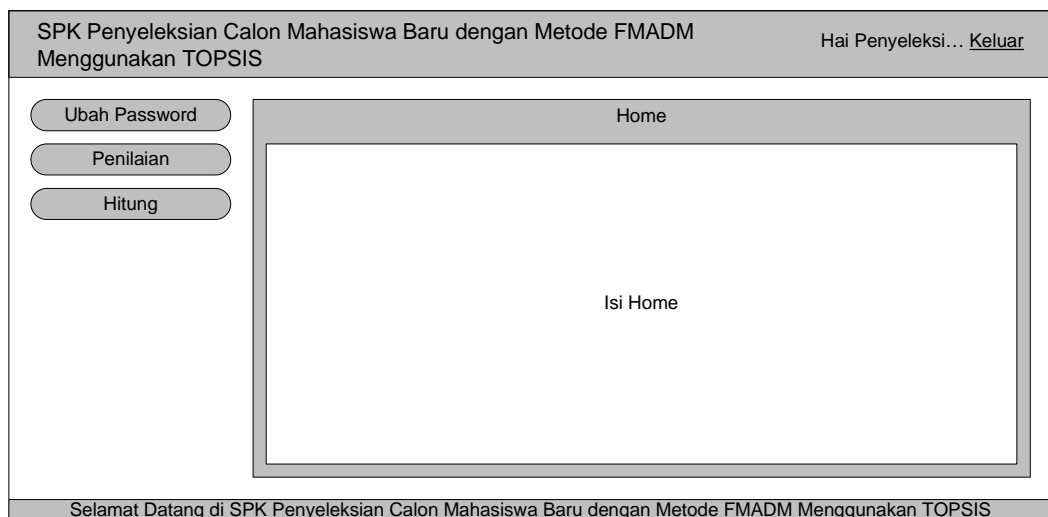 SPK Penyeleksian Calon Mahasiswa Baru dengan Metode FMADM
Menggunakan TOPSIS
Hai Penyeleksi… Keluar
Ubah Password
Penilaian
Hitung
Home
Isi Home
Selamat Datang di SPK Penyeleksian Calon Mahasiswa Baru dengan Metode FMADM Menggunakan TOPSIS